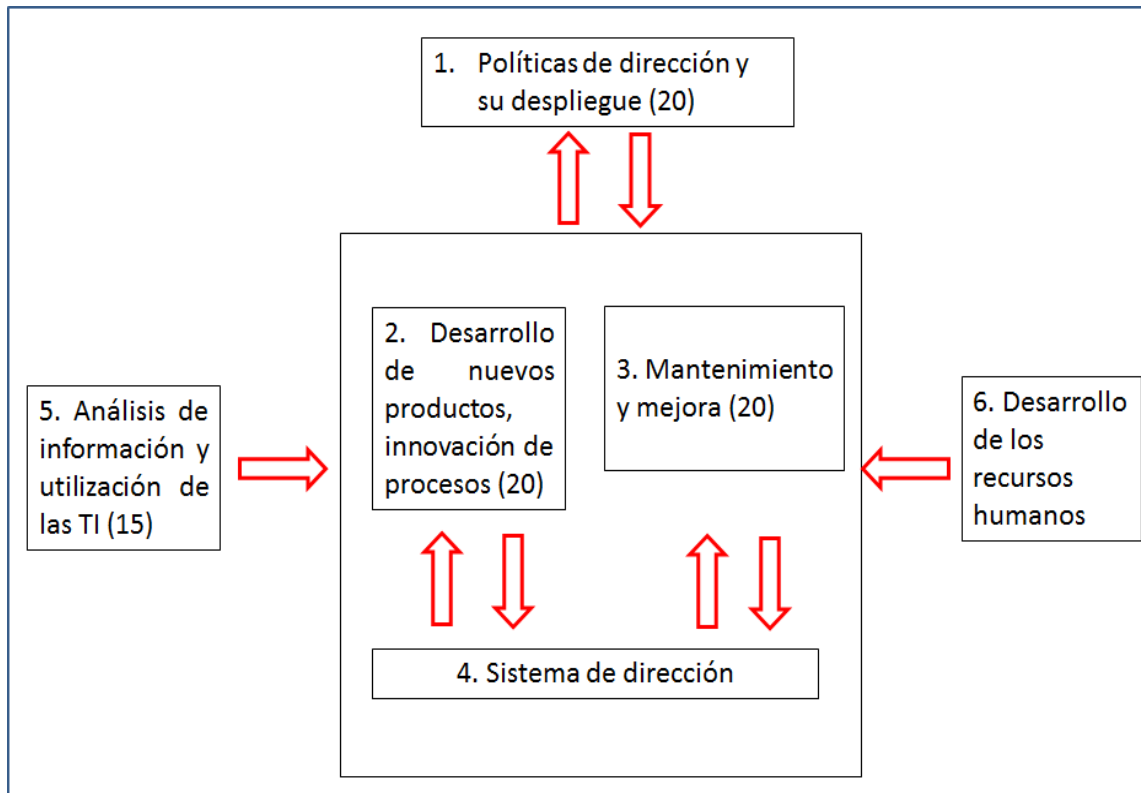 1. Políticas de dirección y
su despliegue (20)
2. Desarrollo
de nuevos
productos,
innovación de
procesos (20)
3. Mantenimiento
y mejora (20)
5. Análisis de
información y
utilización de
las TI (15)
6. Desarrollo
de los
recursos
humanos
4. Sistema de dirección